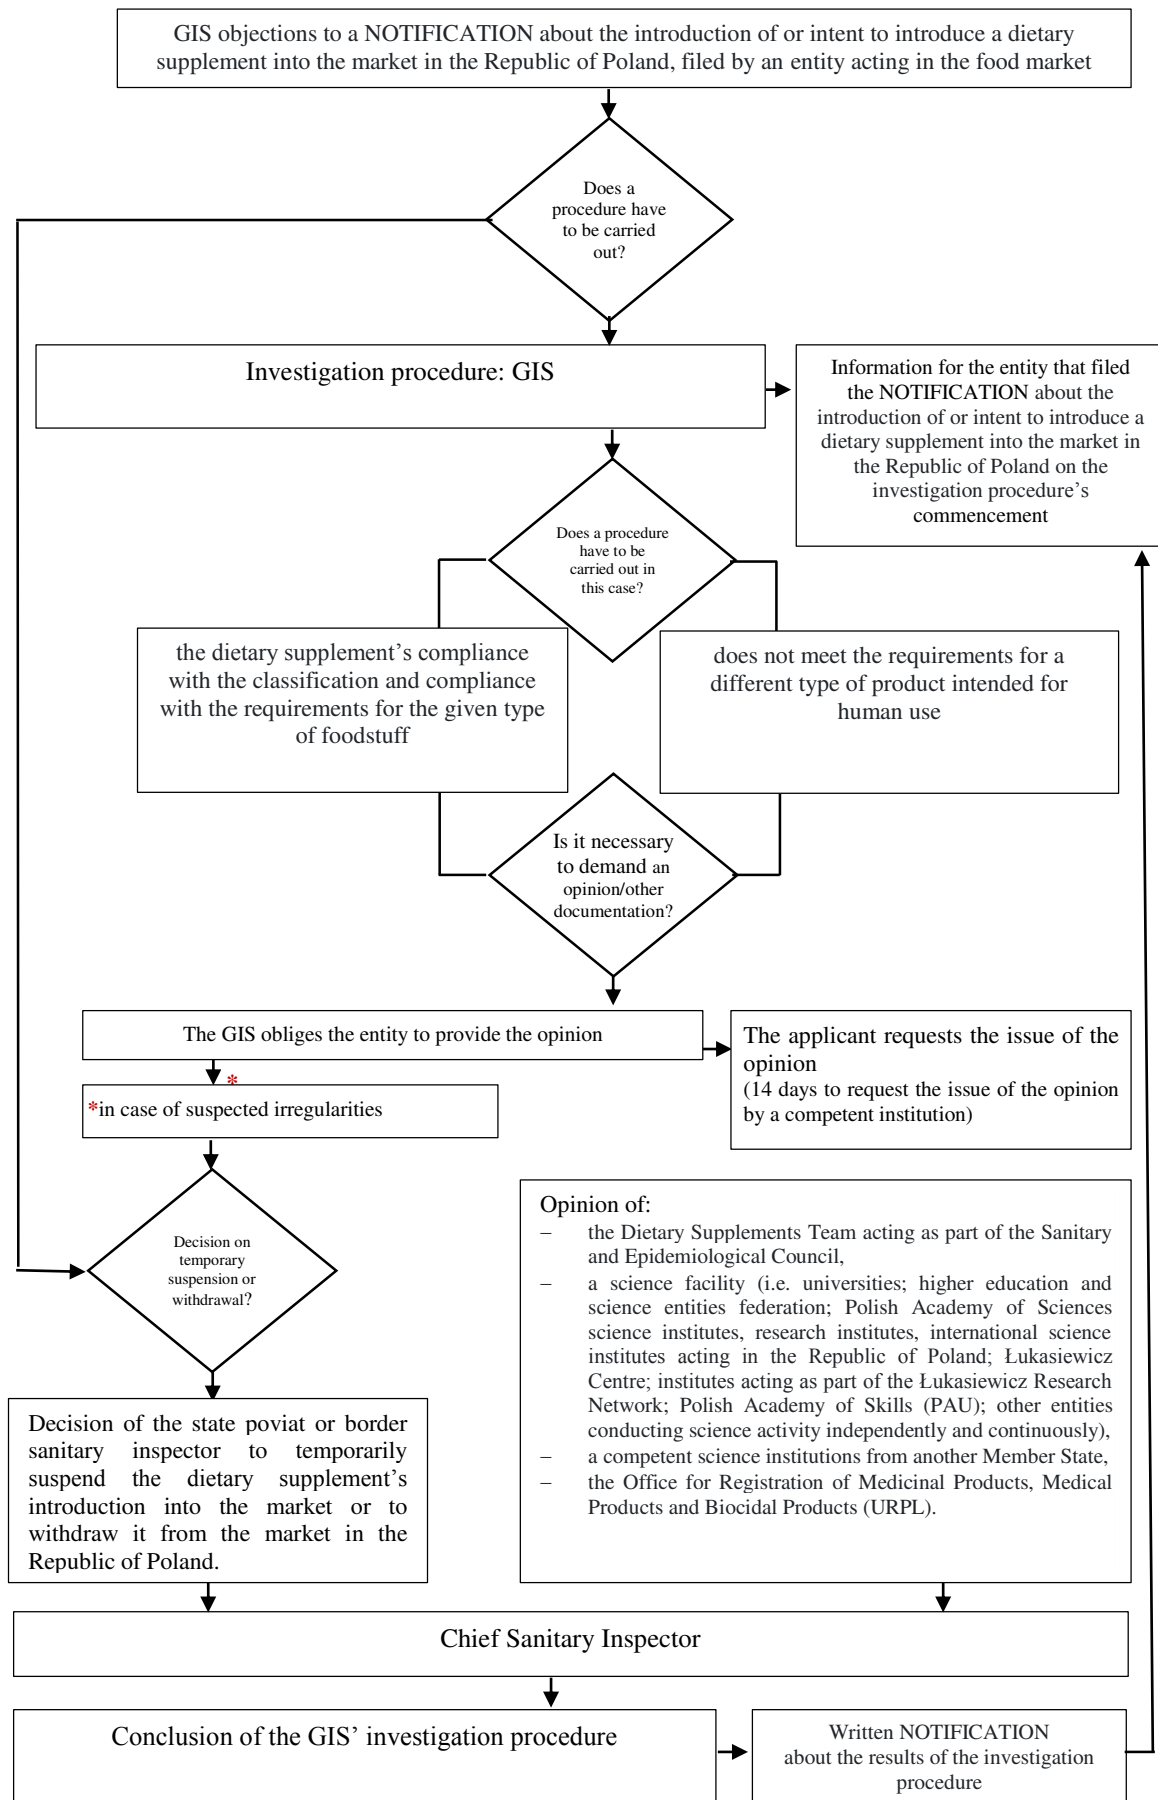 GIS objections to a NOTIFICATION about the introduction of or intent to introduce a dietary
supplement into the market in the Republic of Poland, filed by an entity acting in the food market
Does a
procedure have
to be carried
out?
Investigation procedure: GIS
Information for the entity that filed
the NOTIFICATION about the
introduction of or intent to introduce a
dietary supplement into the market in
the Republic of Poland on the
investigation procedure’s
commencement
Does a procedure
have to be
carried out in
this case?
the dietary supplement’s compliance
with the classification and compliance
with the requirements for the given type
of foodstuff
does not meet the requirements for a
different type of product intended for
human use
Is it necessary
to demand an
opinion/other
documentation?
The GIS obliges the entity to provide the opinion
The applicant requests the issue of the
opinion
(14 days to request the issue of the opinion
by a competent institution)
*
*in case of suspected irregularities
Decision on
temporary
suspension or
withdrawal?
Opinion of:
– the Dietary Supplements Team acting as part of the Sanitary
and Epidemiological Council,
– a science facility (i.e. universities; higher education and
science entities federation; Polish Academy of Sciences
science institutes, research institutes, international science
institutes acting in the Republic of Poland; Łukasiewicz
Centre; institutes acting as part of the Łukasiewicz Research
Network; Polish Academy of Skills (PAU); other entities
conducting science activity independently and continuously),
– a competent science institutions from another Member State,
– the Office for Registration of Medicinal Products, Medical
Products and Biocidal Products (URPL).
Decision of the state poviat or border
sanitary inspector to temporarily
suspend the dietary supplement’s
introduction into the market or to
withdraw it from the market in the
Republic of Poland.
Chief Sanitary Inspector
Conclusion of the GIS’ investigation procedure
Written NOTIFICATION
about the results of the investigation
procedure